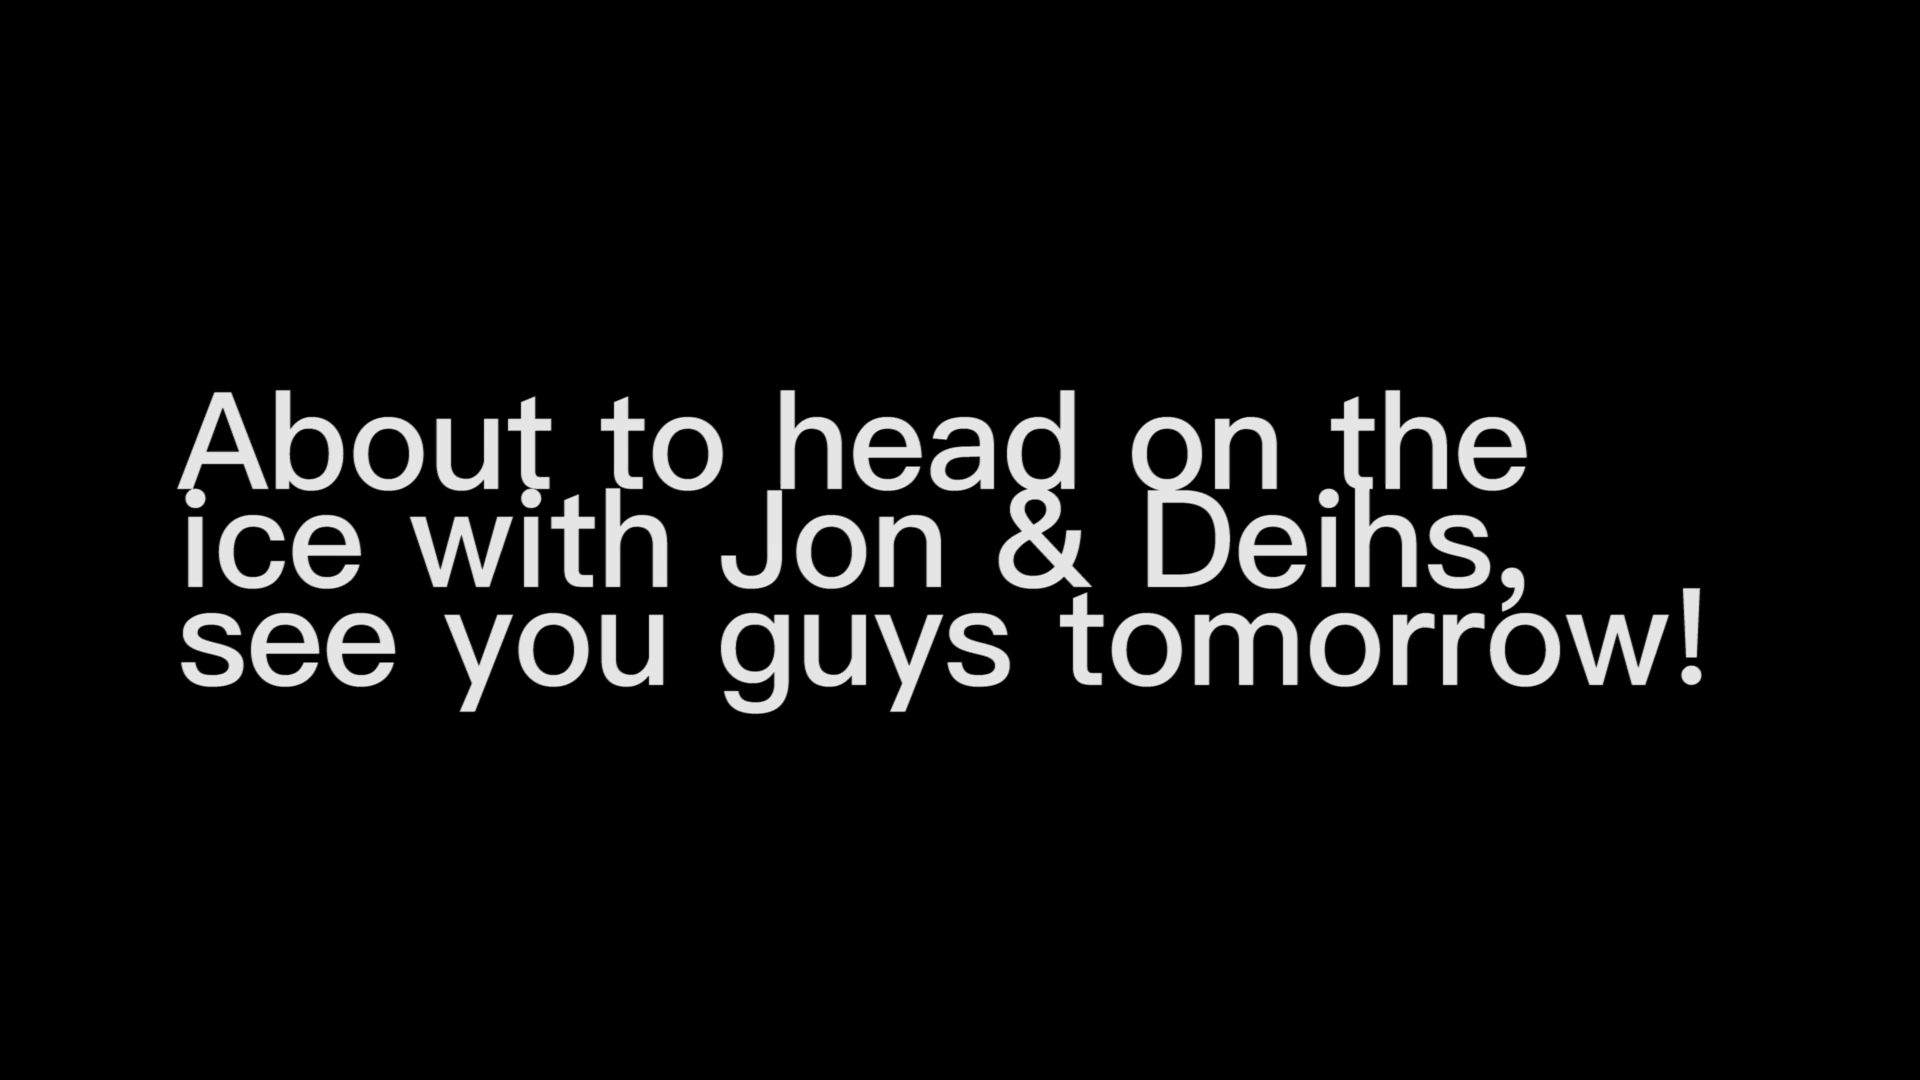 About to head on the
ice with Jon & Deihs,
see you guys tomorrow!